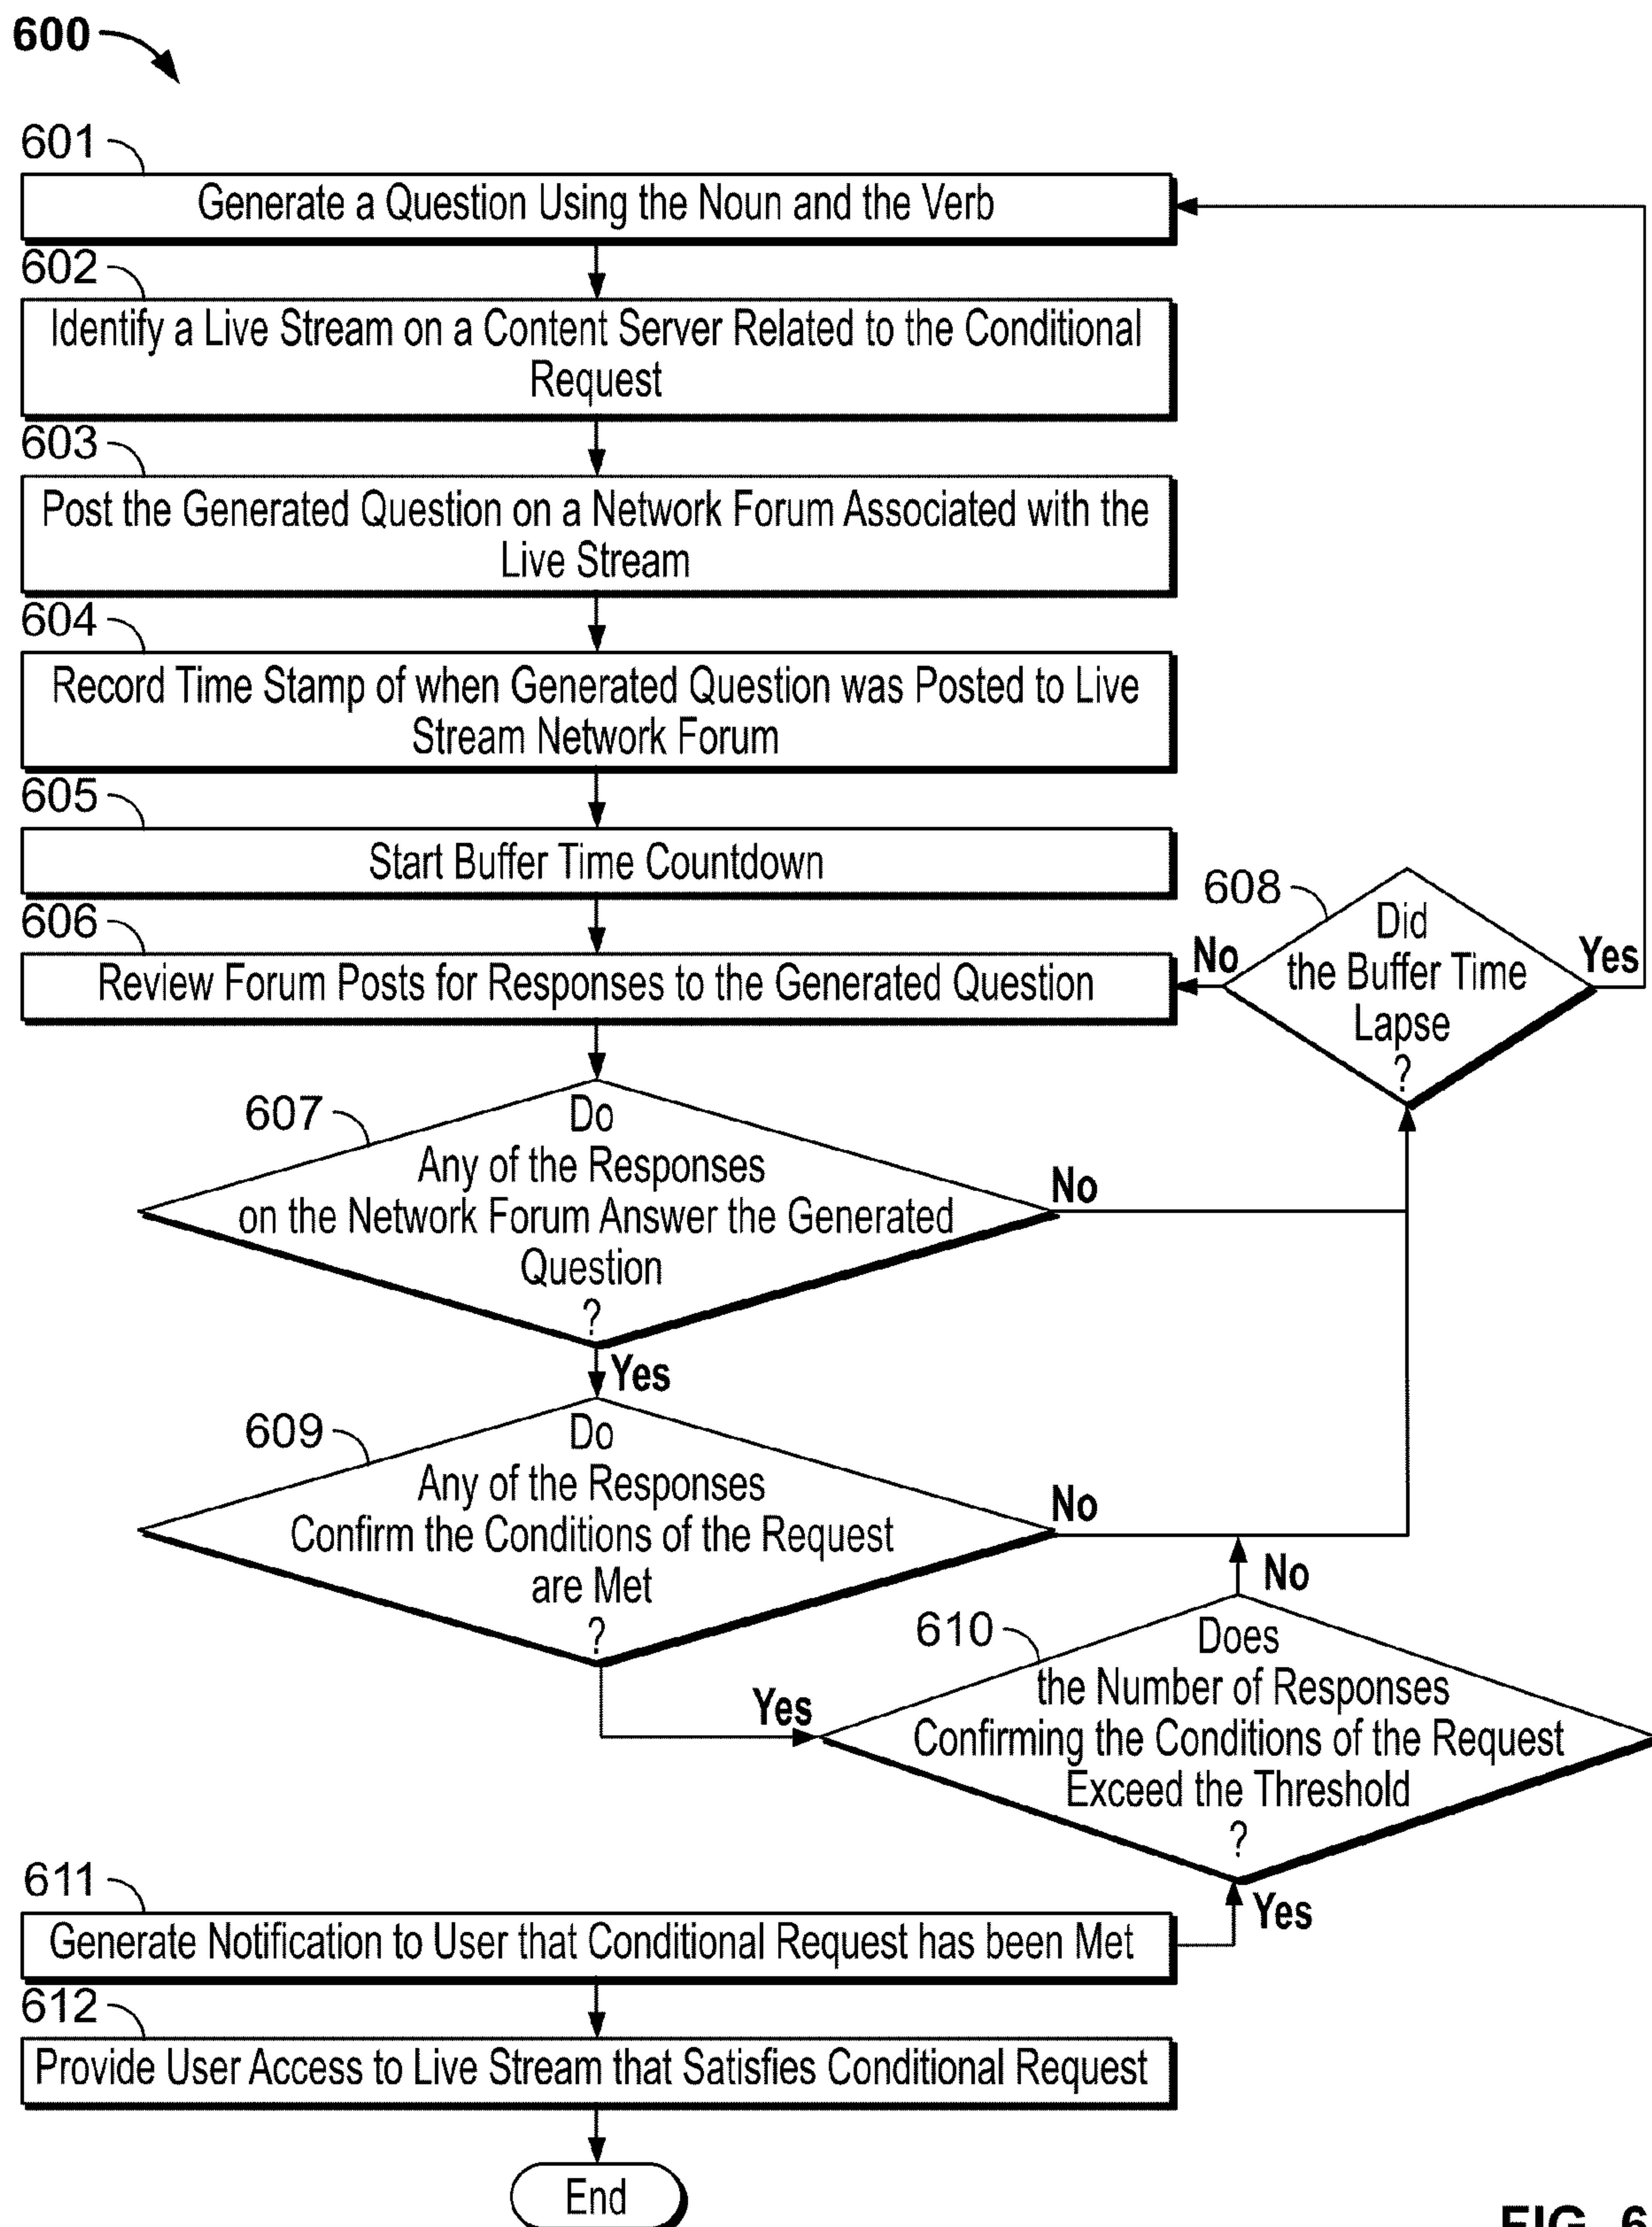 600
601
Generate a Question Using the Noun and the Verb
602
Identify a Live Stream on a Content Server Related to the Conditional
Request
603
Post the Generated Question on a Network Forum Associated with the
Live Stream
604
Record Time Stamp of when Generated Question was Posted to Live
Stream Network Forum
605
Start Buffer Time Countdown
606
Review Forum Posts for Responses to the Generated Question
608
Did
the Buffer Time
Lapse
?
No
Yes
607
Do
Any of the Responses
on the Network Forum Answer the Generated
Question
?
No
Yes
609
Do
Any of the Responses
Confirm the Conditions of the Request
are Met
?
No
Yes
610
Does
the Number of Responses
Confirming the Conditions of the Request
Exceed the Threshold
?
No
Yes
611
Generate Notification to User that Conditional Request has been Met
612
Provide User Access to Live Stream that Satisfies Conditional Request
End
FIG. 6